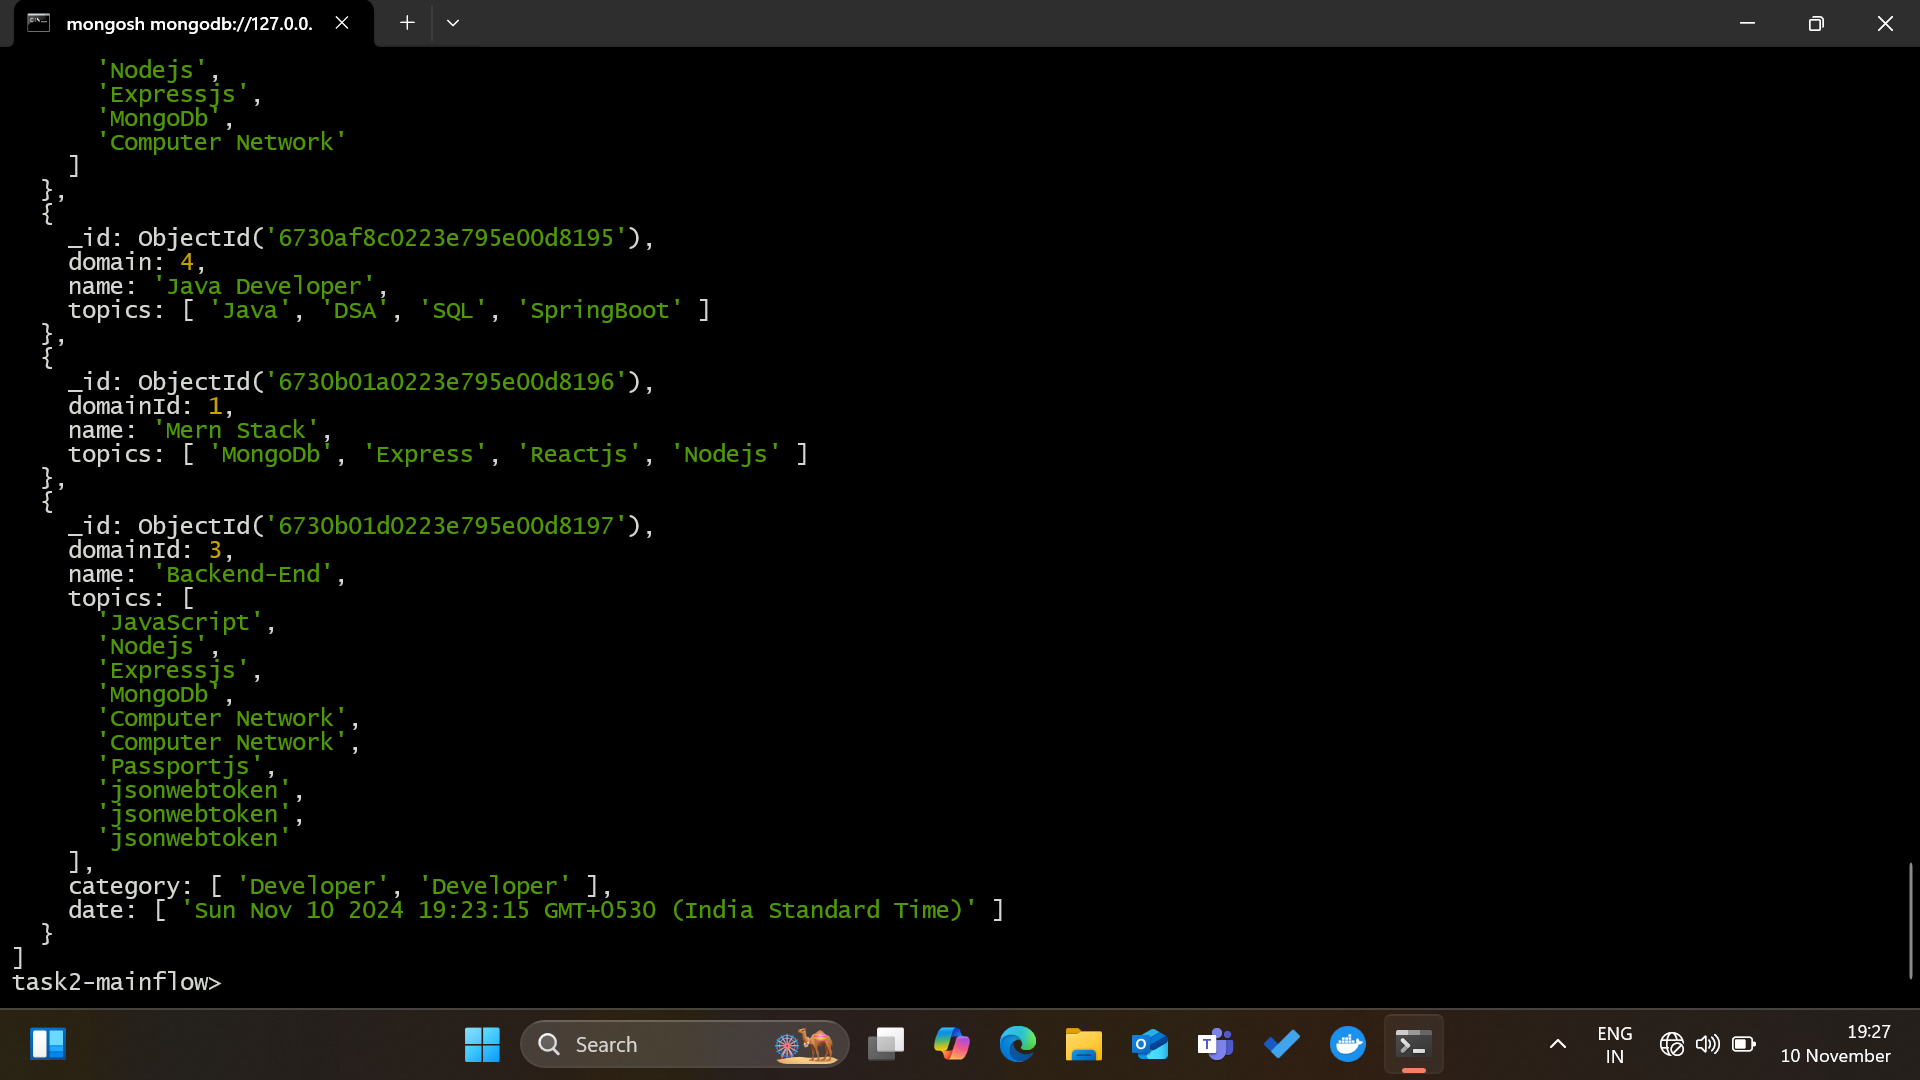 mongosh mongodb://127.0.0.
'Nodejs',
'Expressjs',
'MongoDb',
'Computer Network'
]
},
{
_id: ObjectId('6730af8c0223e795e00d8195'),
domain: 4,
name: 'Java Developer',
topics: [ 'Java', 'DSA', 'SQL', 'SpringBoot' ]
},
{
_id: ObjectId('6730b01a0223e795e00d8196'),
domainId: 1,
name: 'Mern Stack',
topics: [ 'MongoDb', 'Express', 'Reactjs', 'Nodejs' ]
},
{
_id: ObjectId('6730b01d0223e795e00d8197'),
domainId: 3,
name: 'Backend-End',
topics: [
'JavaScript',
'Nodejs',
'Expressjs',
'MongoDb',
'Computer Network',
'Computer Network',
'Passportjs',
'jsonwebtoken',
'jsonwebtoken',
'jsonwebtoken'
],
category: [ 'Developer', 'Developer' ],
date: [ 'Sun Nov 10 2024 19:23:15 GMT+0530 (India Standard Time)' ]
}
]
task2-mainflow>
Search
ENG
IN
19:27
10 November